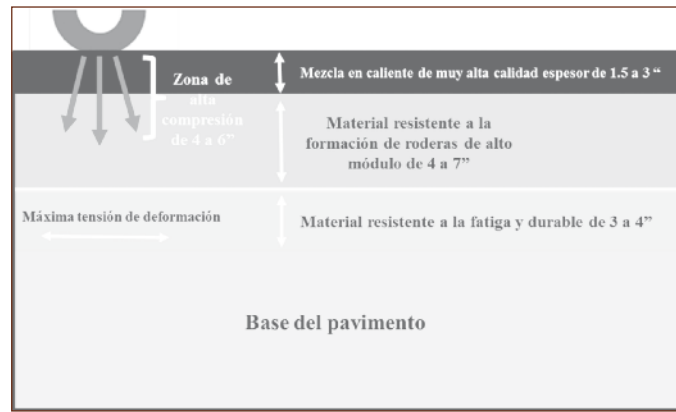 Zona de
alta
compresión
de 4 a 6”
Mezcla en caliente de muy alta calidad espesor de 1.5 a 3 “
Material resistente a la
formación de roderas de alto
módulo de 4 a 7”
Máxima tensión de deformación
Material resistente a la fatiga y durable de 3 a 4”
Base del pavimento